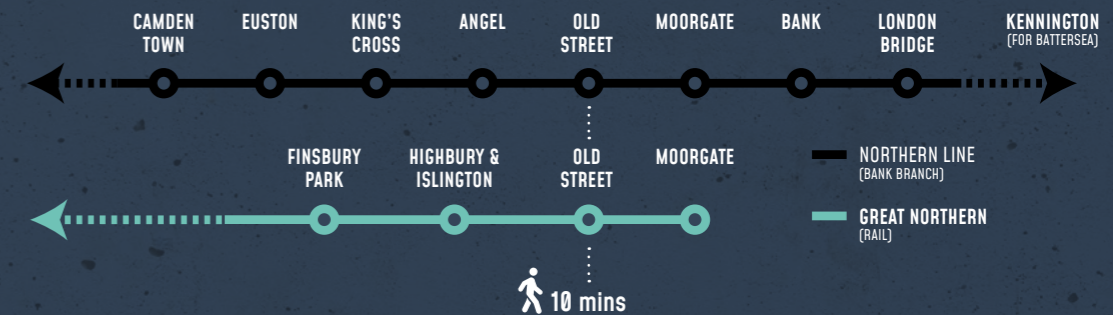 CAMDEN
TOWN
EUSTON
KING'S
CROSS
ANGEL
OLD
STREET
MOORGATE
BANK
LONDON
BRIDGE
KENNINGTON
(FOR BATTERSEA)
FINSBURY
PARK
HIGHBURY &
ISLINGTON
OLD
STREET
MOORGATE
NORTHERN LINE
(BANK BRANCH)
GREAT NORTHERN
(RAIL)
10 mins